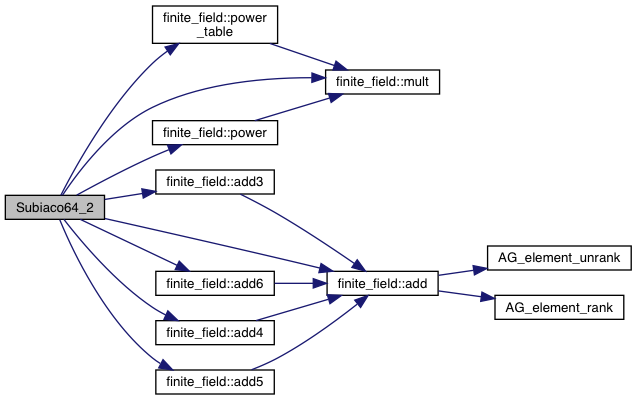 finite_field::power
_table
finite_field::mult
finite_field::power
finite_field::add3
Subiaco64_2
AG_element_unrank
finite_field::add6
finite_field::add
AG_element_rank
finite_field::add4
finite_field::add5